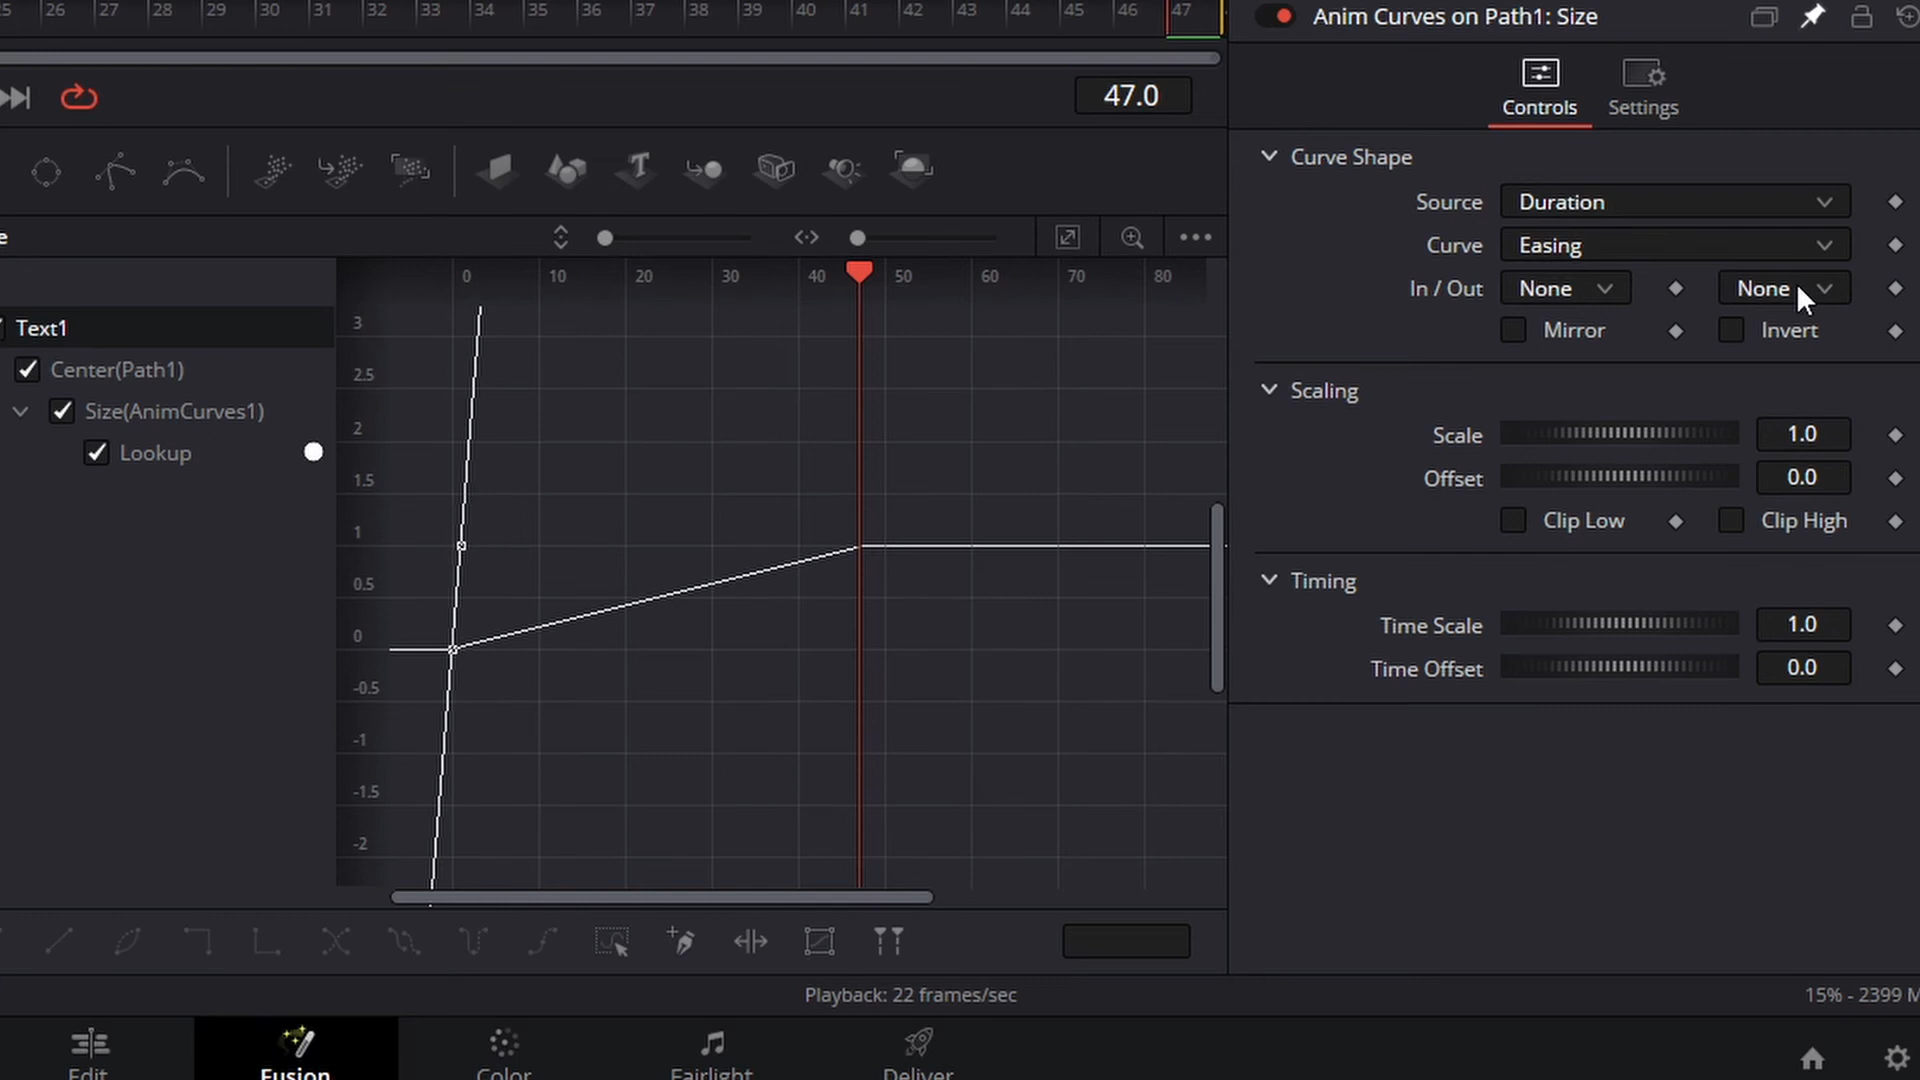 26 27 28 29 30 31 32 33 34 35 36 37 38 39 40 41 42 43 44 45 46 47
Anim Curves on Path1: Size
47.0
Controls
Settings
Curve Shape
Source
Duration
Curve
Easing
In / Out
None
None
Mirror
Invert
Scaling
Scale
1.0
Offset
0.0
Clip Low
Clip High
Timing
Time Scale
1.0
Time Offset
0.0
Text1
Center(Path1)
Size(AnimCurves1)
Lookup
0 10 20 30 40 50 60 70 80
3
2.5
2
1.5
1
0.5
0
-0.5
-1
-1.5
-2
Playback: 22 frames/sec
15% - 2399 M
Edit
Fusion
Color
Fairlight
Deliver